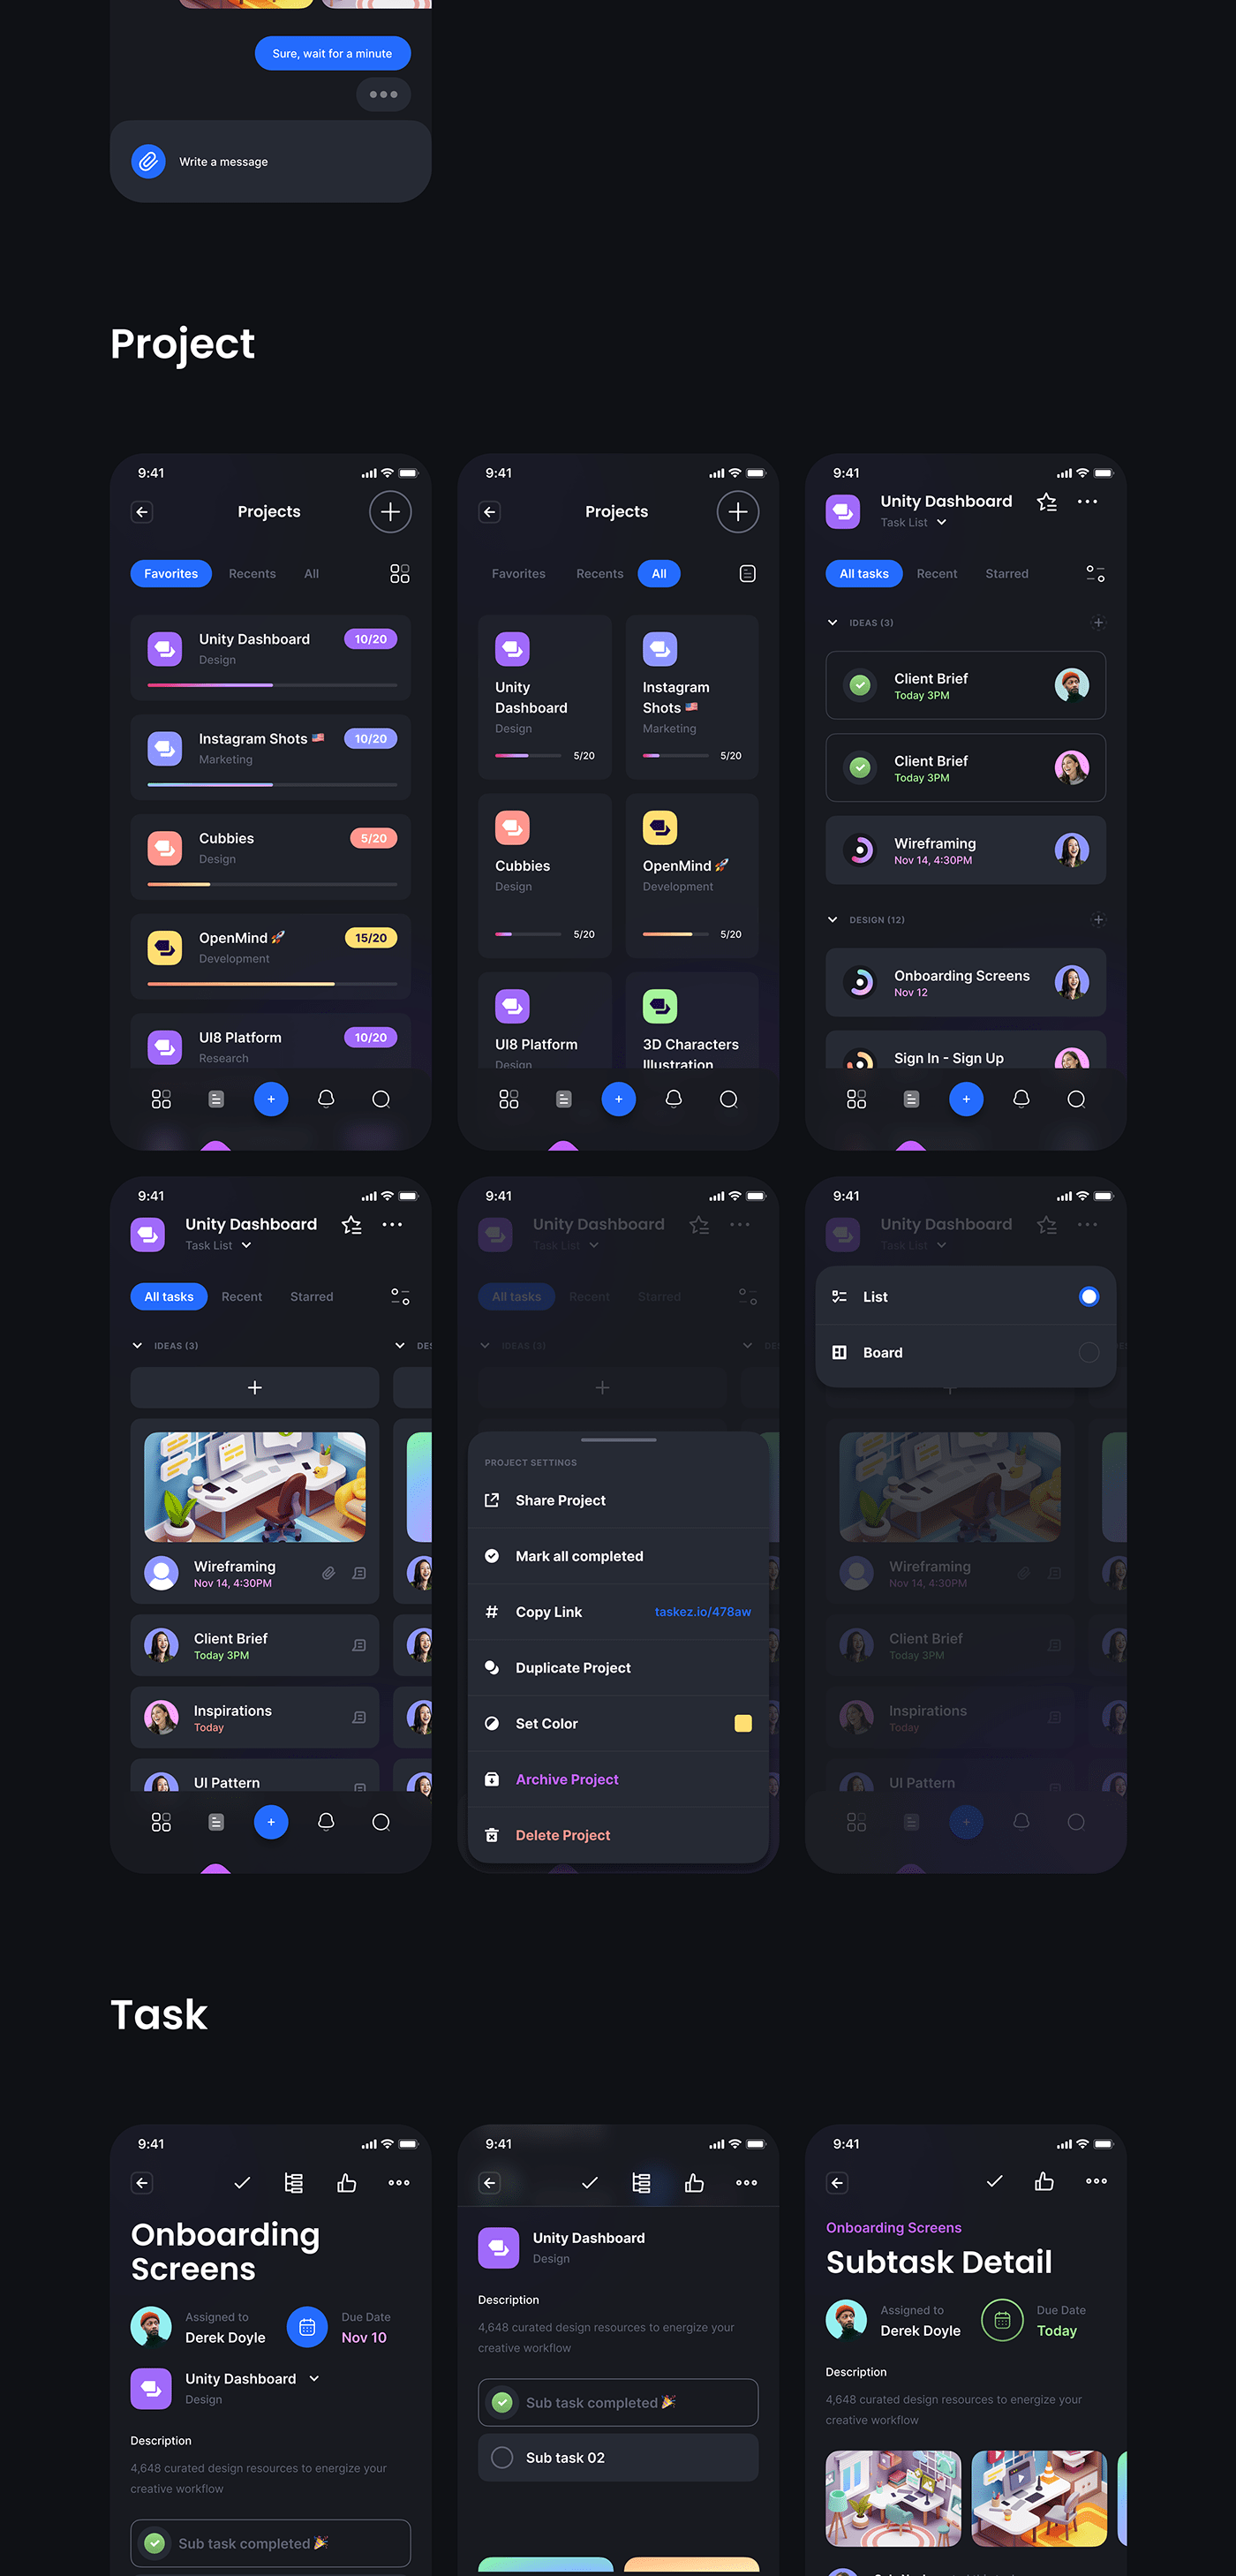 Sure, wait for a minute
Write a message
Project
9:41
Projects
Favorites Recents All
Unity Dashboard 10/20
Design
Instagram Shots 🇺🇸 10/20
Marketing
Cubbies 5/20
Design
OpenMind 🚀 15/20
Development
UI8 Platform 10/20
Research
9:41
Projects
Favorites Recents All
Unity
Dashboard
Design
5/20
Instagram
Shots 🇺🇸
Marketing
5/20
Cubbies
Design
5/20
OpenMind 🚀
Development
5/20
UI8 Platform
Design
3D Characters
Illustration
9:41
Unity Dashboard
Task List
All tasks Recent Starred
IDEAS (3)
Client Brief
Today 3PM
Client Brief
Today 3PM
Wireframing
Nov 14, 4:30PM
DESIGN (12)
Onboarding Screens
Nov 12
Sign In - Sign Up
9:41
Unity Dashboard
Task List
All tasks Recent Starred
IDEAS (3) DES
Wireframing
Nov 14, 4:30PM
Client Brief
Today 3PM
Inspirations
Today
UI Pattern
9:41
Unity Dashboard
Task List
All tasks Recent Starred
IDEAS (3) DES
PROJECT SETTINGS
Share Project
Mark all completed
Copy Link taskez.io/478aw
Duplicate Project
Set Color
Archive Project
Delete Project
9:41
Unity Dashboard
Task List
List
Board
Wireframing
Nov 14, 4:30PM
Client Brief
Today 3PM
Inspirations
Today
UI Pattern
Task
9:41
Onboarding
Screens
Assigned to
Derek Doyle
Due Date
Nov 10
Unity Dashboard
Design
Description
4,648 curated design resources to energize your
creative workflow
Sub task completed 🎉
9:41
Unity Dashboard
Design
Description
4,648 curated design resources to energize your
creative workflow
Sub task completed 🎉
Sub task 02
9:41
Onboarding Screens
Subtask Detail
Assigned to
Derek Doyle
Due Date
Today
Description
4,648 curated design resources to energize your
creative workflow